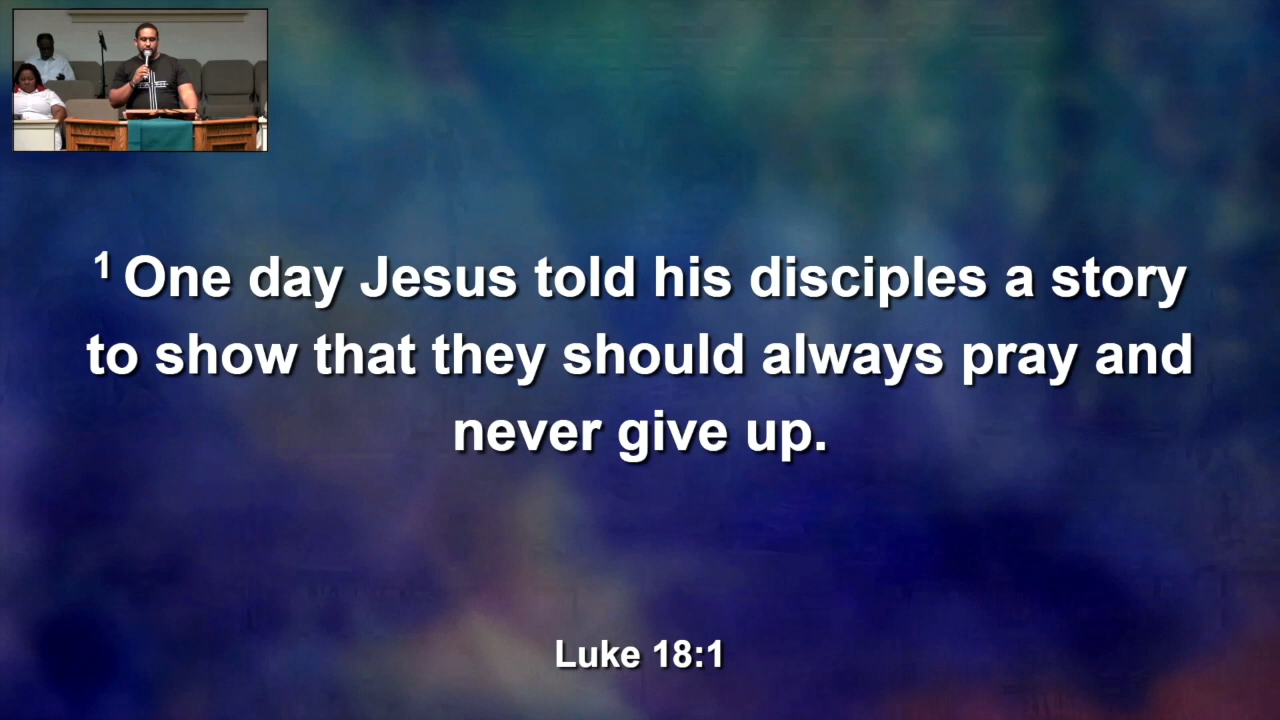 ¹ One day Jesus told his disciples a story
to show that they should always pray and
never give up.
Luke 18:1